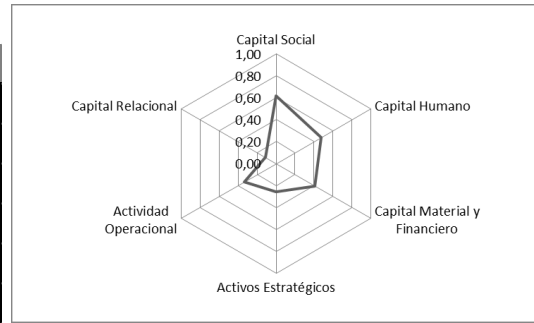 Capital Social
1,00
0,80
0,60
0,40
0,20
0,00
Capital Relacional
Capital Humano
Actividad
Operacional
Capital Material y
Financiero
Activos Estratégicos